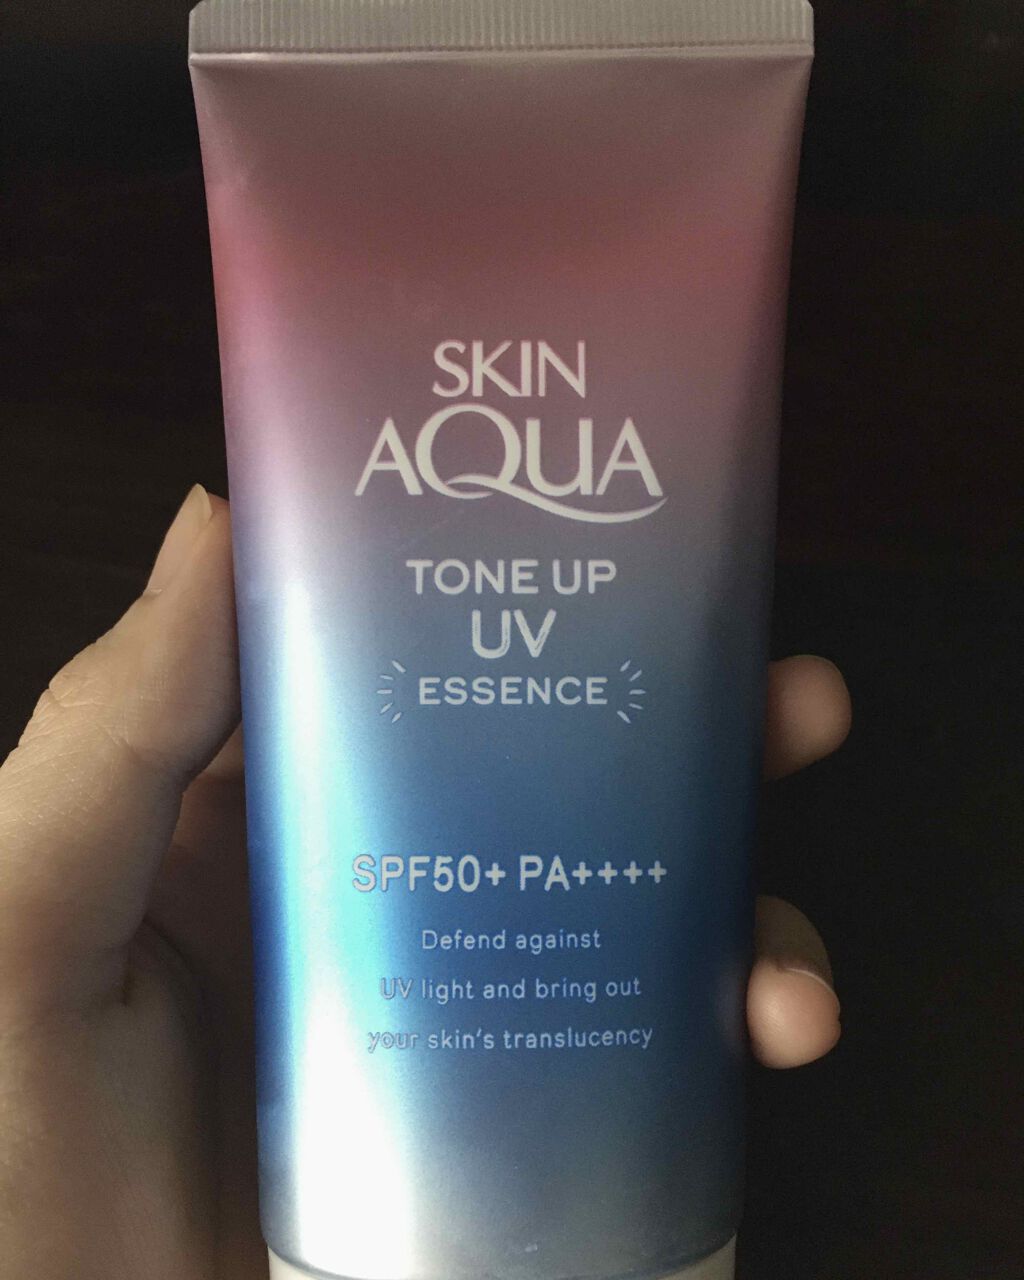 SKIN
AQUA
TONE UP
UV
ESSENCE
SPF50+ PA++++
Defend against
UV light and bring out
your skin's translucency